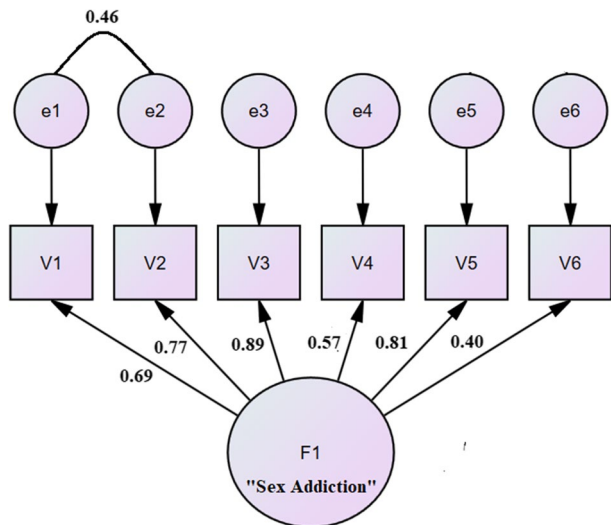 0.46
e1 e2 e3 e4 e5 e6
V1 V2 V3 V4 V5 V6
0.69 0.77 0.89 0.57 0.81 0.40
F1
"Sex Addiction"